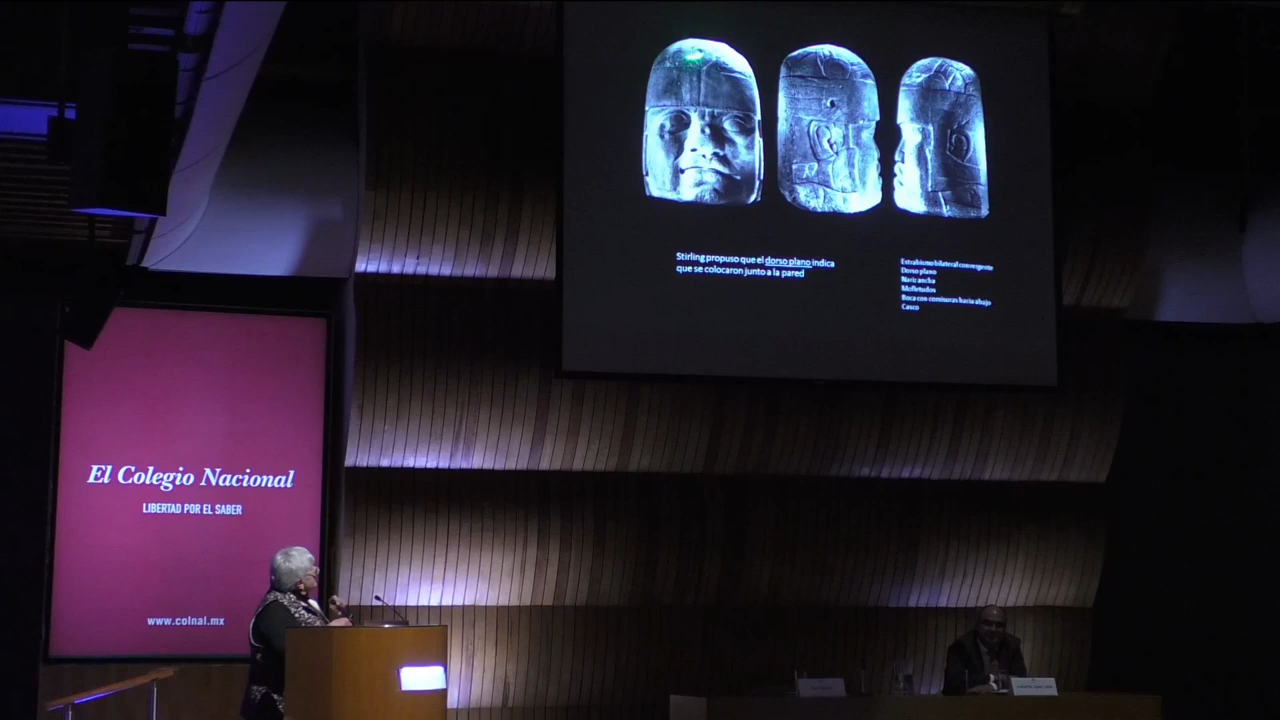 Stirling propuso que el dorso plano indica
que se colocaron junto a la pared
Estrabismo bilateral convergente
Dorso plano
Nariz ancha
Mofletudos
Boca con comisuras hacia abajo
Casco
El Colegio Nacional
LIBERTAD POR EL SABER
www.colnal.mx